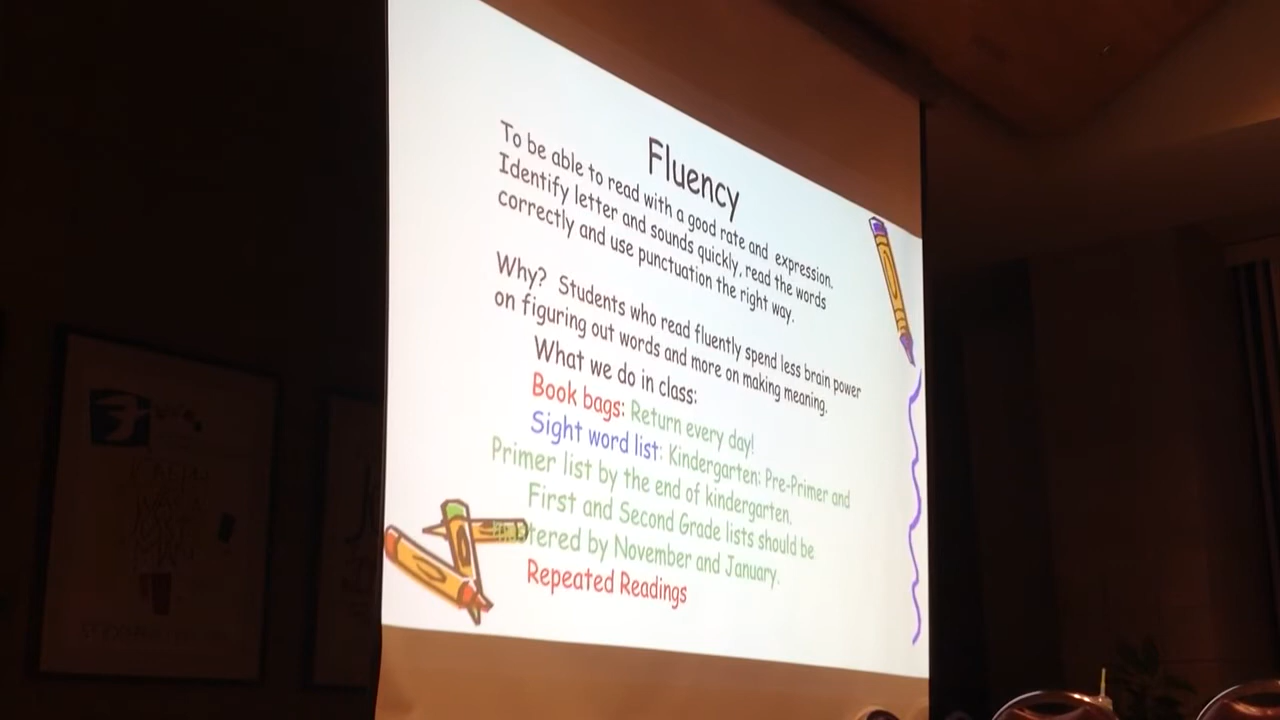 Fluency
To be able to read with a good rate and expression.
Identify letter and sounds quickly, read the words
correctly and use punctuation the right way.
Why? Students who read fluently spend less brain power
on figuring out words and more on making meaning.
What we do in class:
Book bags: Return every day!
Sight word list: Kindergarten: Pre-Primer and
Primer list by the end of kindergarten.
First and Second Grade lists should be
by November and January.
Repeated Readings